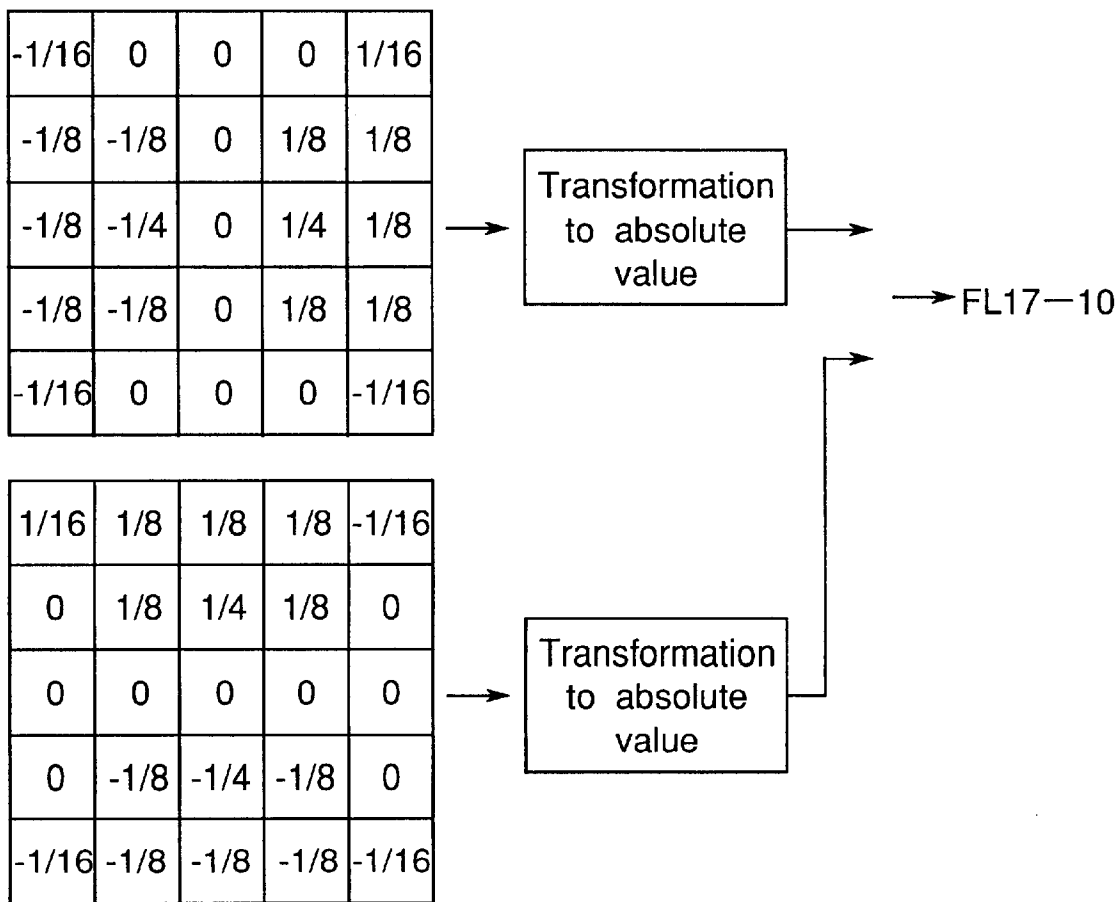 -1/16 0 0 0 1/16
-1/8 -1/8 0 1/8 1/8
-1/8 -1/4 0 1/4 1/8
-1/8 -1/8 0 1/8 1/8
-1/16 0 0 0 -1/16
Transformation
to absolute
value
FL17-10
1/16 1/8 1/8 1/8 -1/16
0 1/8 1/4 1/8 0
0 0 0 0 0
0 -1/8 -1/4 -1/8 0
-1/16 -1/8 -1/8 -1/8 -1/16
Transformation
to absolute
value